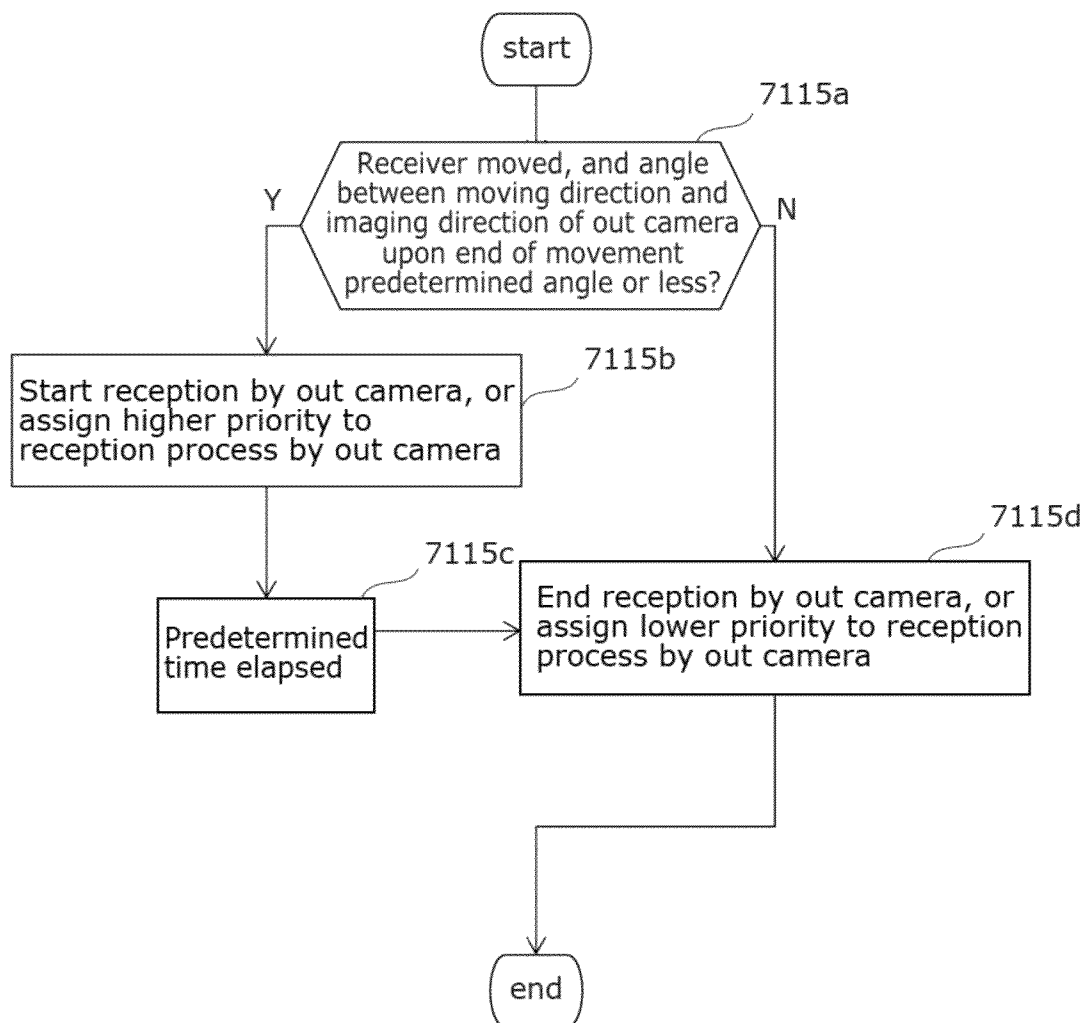 start
7115a
Receiver moved, and angle
between moving direction and
imaging direction of out camera
upon end of movement
predetermined angle or less?
Y
N
7115b
Start reception by out camera, or
assign higher priority to
reception process by out camera
7115c
Predetermined
time elapsed
7115d
End reception by out camera, or
assign lower priority to reception
process by out camera
end